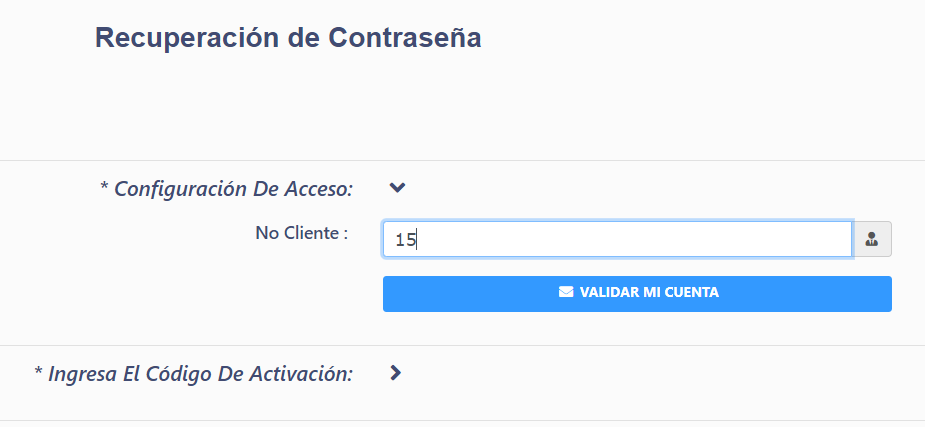 Recuperación de Contraseña
* Configuración De Acceso:
No Cliente :
15
VALIDAR MI CUENTA
* Ingresa El Código De Activación: